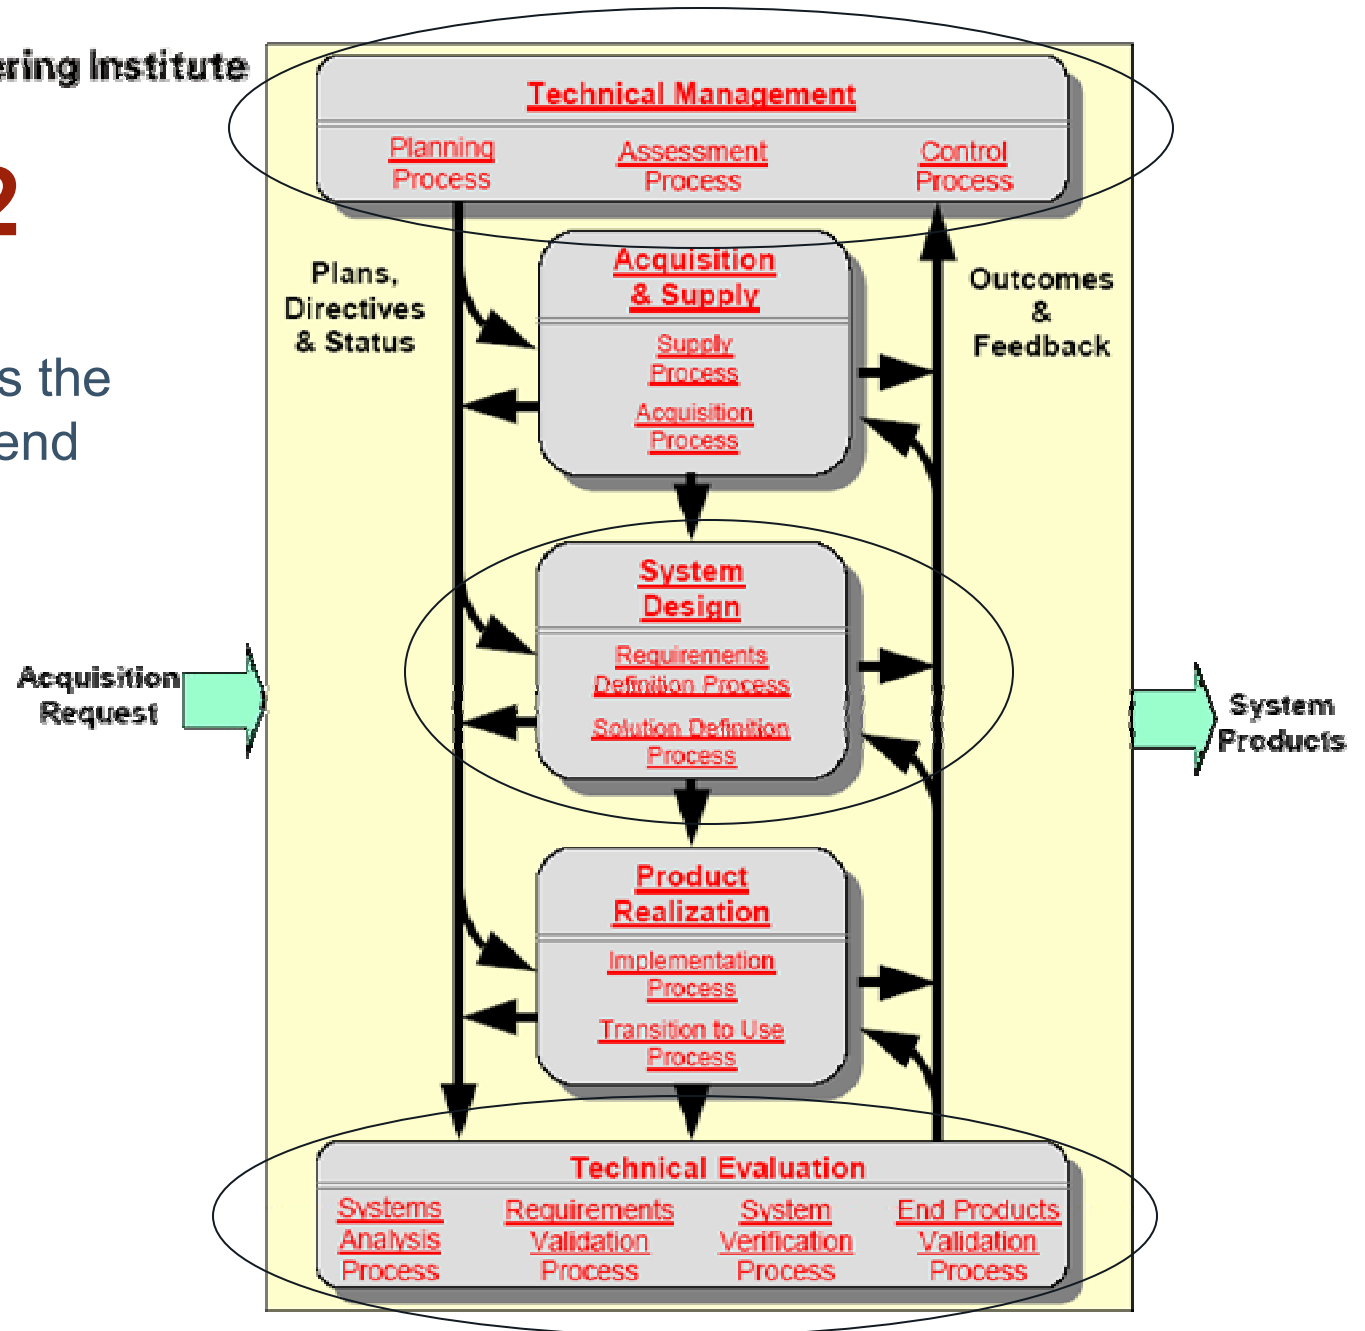 ering Institute
2
s the
end
Technical Management
Planning
Process
Assessment
Process
Control
Process
Plans,
Directives
& Status
Acquisition
& Supply
Supply
Process
Acquisition
Process
Outcomes
&
Feedback
System
Design
Requirements
Definition Process
Solution Definition
Process
Acquisition
Request
System
Products
Product
Realization
Implementation
Process
Transition to Use
Process
Technical Evaluation
Systems
Analysis
Process
Requirements
Validation
Process
System
Verification
Process
End Products
Validation
Process